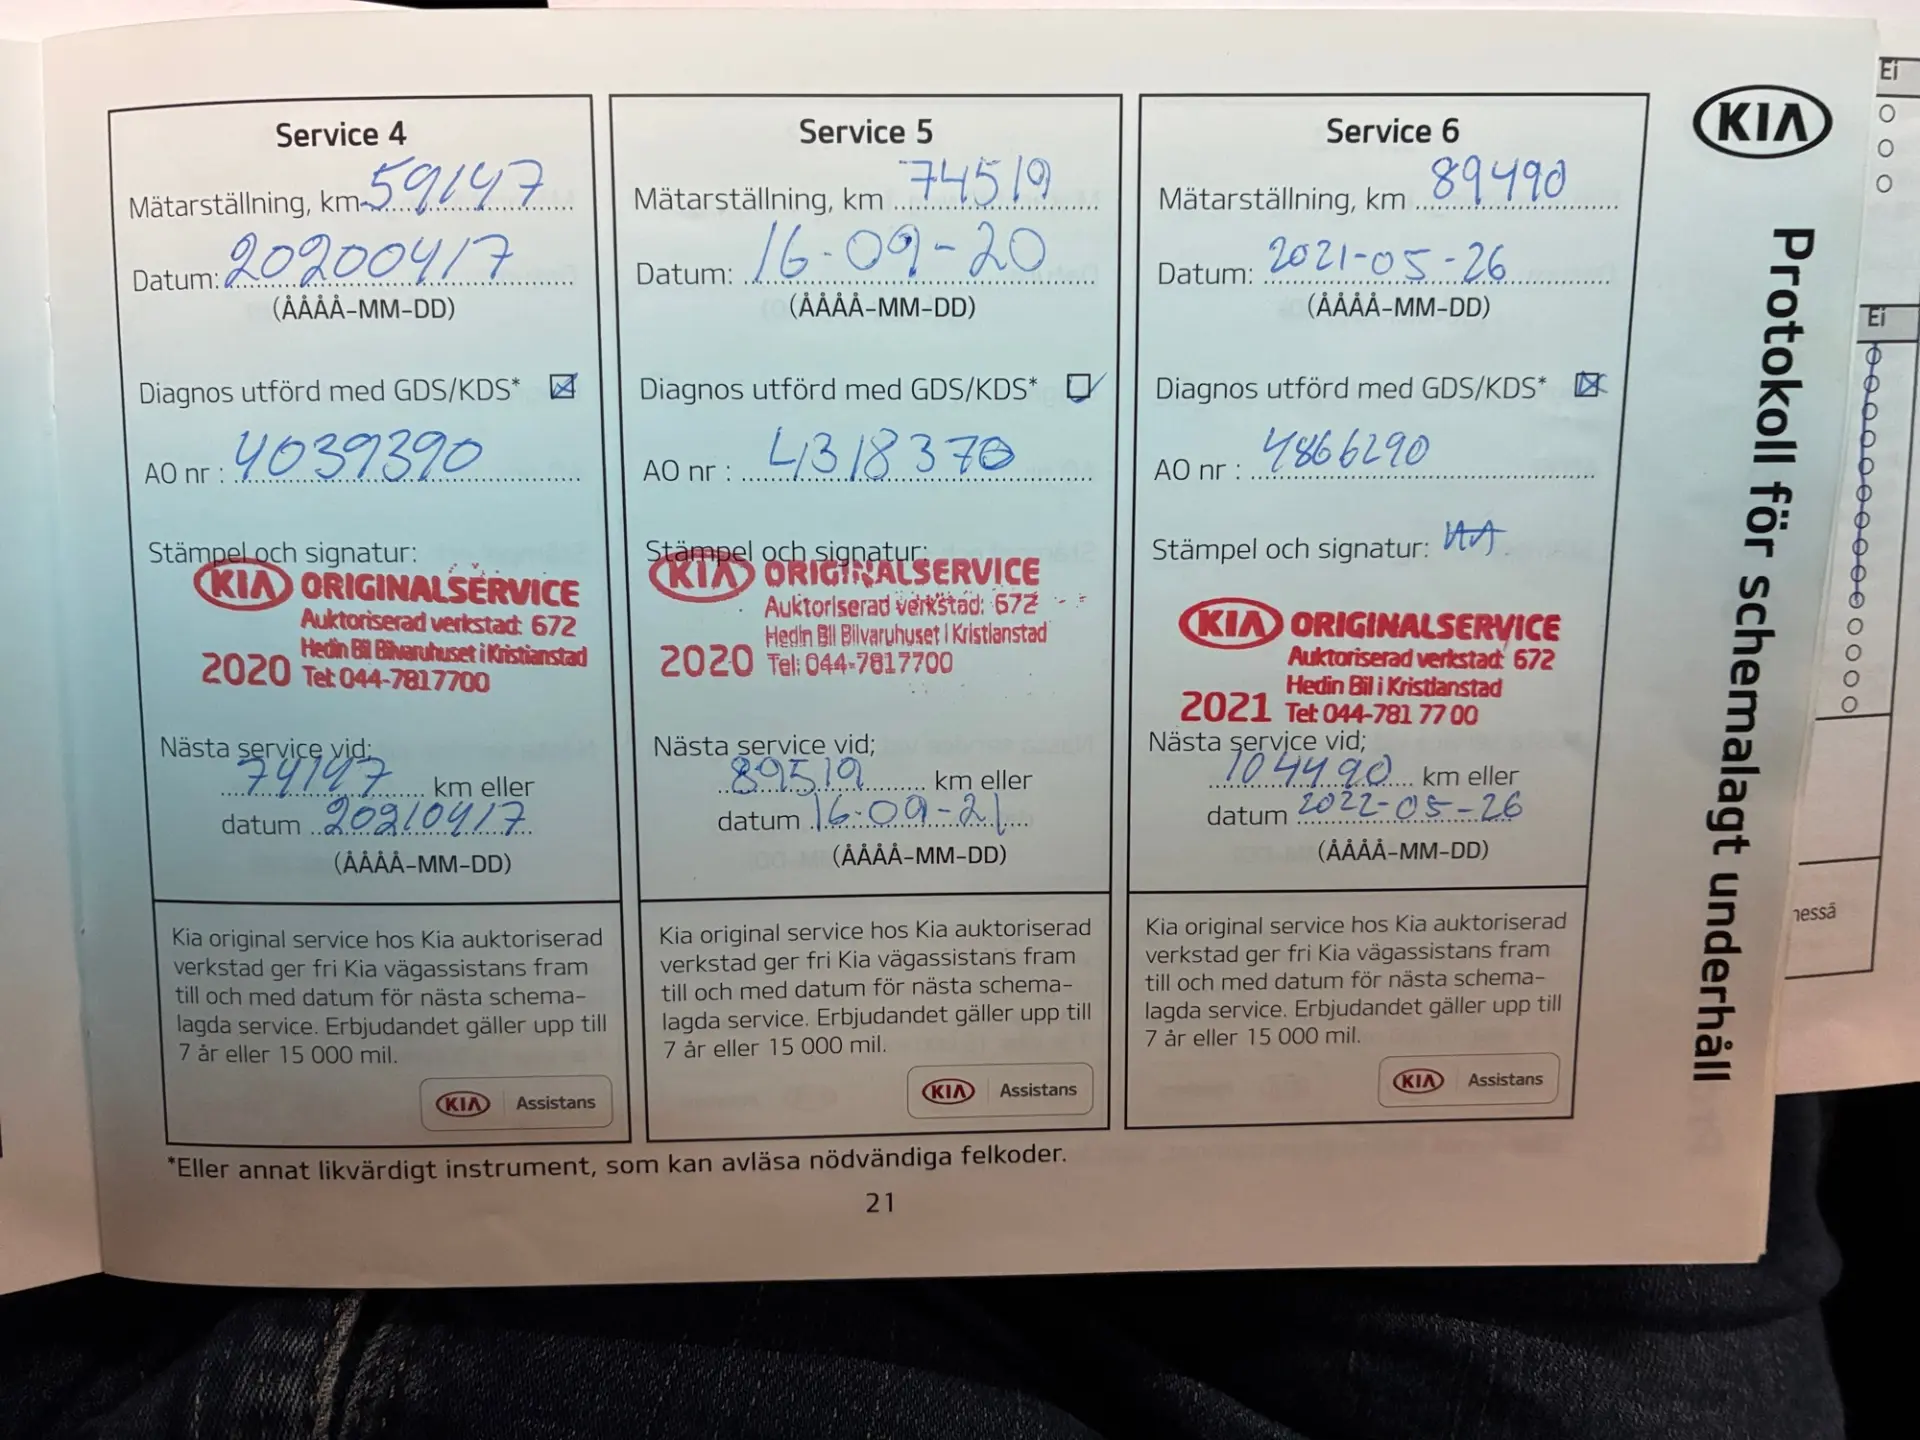 Service 4
Mätarställning, km 59147
Datum: 20200417
(ÅÅÅÅ-MM-DD)
Diagnos utförd med GDS/KDS*
AO nr : 4039390
Stämpel och signatur:
KIA ORIGINALSERVICE
Auktoriserad verkstad: 672
Hedin Bil Bilvaruhuset i Kristianstad
2020 Tel: 044-7817700
Nästa service vid;
74147 km eller
datum 20210417
(ÅÅÅÅ-MM-DD)
Kia original service hos Kia auktoriserad
verkstad ger fri Kia vägassistans fram
till och med datum för nästa schema-
lagda service. Erbjudandet gäller upp till
7 år eller 15 000 mil.
KIA Assistans
Service 5
Mätarställning, km 74519
Datum: 16-09-20
(ÅÅÅÅ-MM-DD)
Diagnos utförd med GDS/KDS*
AO nr : 4318370
Stämpel och signatur:
KIA ORIGINALSERVICE
Auktoriserad verkstad: 672
Hedin Bil Bilvaruhuset i Kristianstad
2020 Tel: 044-7817700
Nästa service vid;
89519 km eller
datum 16-09-21
(ÅÅÅÅ-MM-DD)
Kia original service hos Kia auktoriserad
verkstad ger fri Kia vägassistans fram
till och med datum för nästa schema-
lagda service. Erbjudandet gäller upp till
7 år eller 15 000 mil.
KIA Assistans
Service 6
Mätarställning, km 89490
Datum: 2021-05-26
(ÅÅÅÅ-MM-DD)
Diagnos utförd med GDS/KDS*
AO nr : 4866290
Stämpel och signatur:
KIA ORIGINALSERVICE
Auktoriserad verkstad: 672
Hedin Bil i Kristianstad
2021 Tel: 044-781 77 00
Nästa service vid;
104490 km eller
datum 2022-05-26
(ÅÅÅÅ-MM-DD)
Kia original service hos Kia auktoriserad
verkstad ger fri Kia vägassistans fram
till och med datum för nästa schema-
lagda service. Erbjudandet gäller upp till
7 år eller 15 000 mil.
KIA Assistans
*Eller annat likvärdigt instrument, som kan avläsa nödvändiga felkoder.
21
KIA
Protokoll för schemalagt underhåll
Ei
Ei